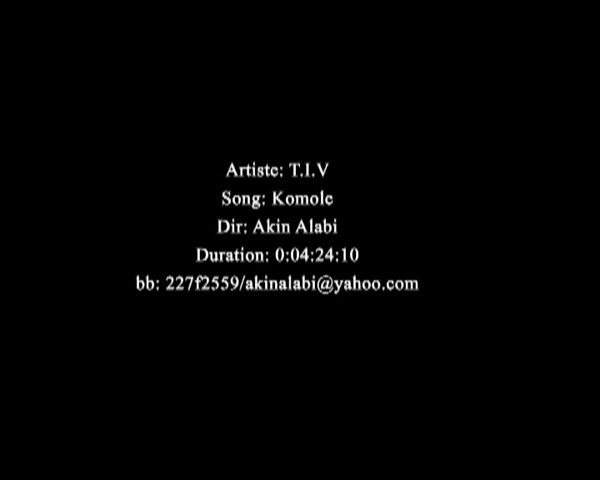 Artiste: T.I.V
Song: Komole
Dir: Akin Alabi
Duration: 0:04:24:10
bb: 227f2559/akinalabi@yahoo.com